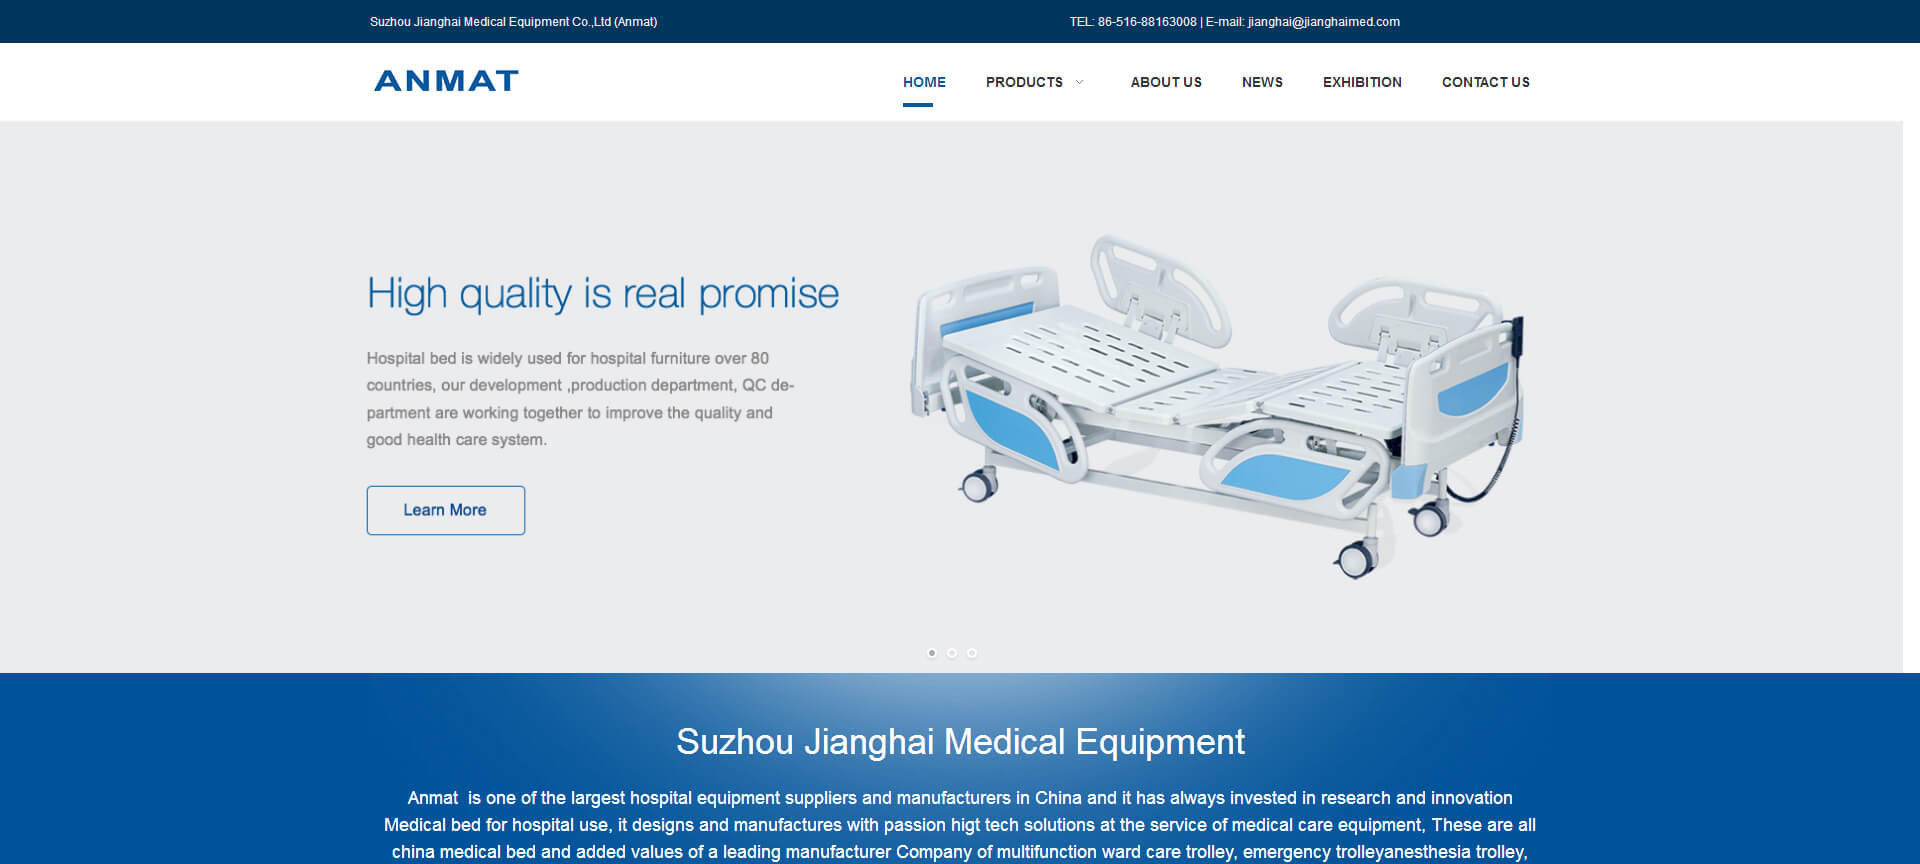 Suzhou Jianghai Medical Equipment Co.,Ltd (Anmat)
TEL: 86-516-88163008 | E-mail: jianghai@jianghaimed.com
ANMAT
HOME
PRODUCTS
ABOUT US
NEWS
EXHIBITION
CONTACT US
High quality is real promise
Hospital bed is widely used for hospital furniture over 80
countries, our development ,production department, QC de-
partment are working together to improve the quality and
good health care system.
Learn More
Suzhou Jianghai Medical Equipment
Anmat  is one of the largest hospital equipment suppliers and manufacturers in China and it has always invested in research and innovation
Medical bed for hospital use, it designs and manufactures with passion higt tech solutions at the service of medical care equipment, These are all
china medical bed and added values of a leading manufacturer Company of multifunction ward care trolley, emergency trolleyanesthesia trolley,